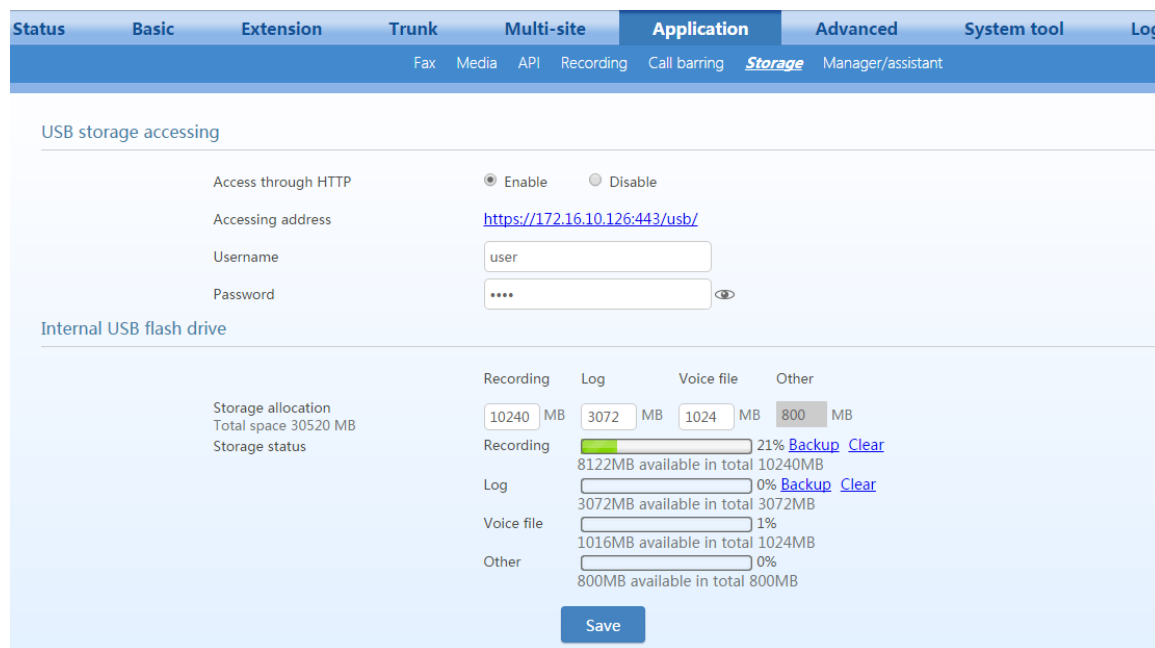 Status Basic Extension Trunk Multi-site Application Advanced System tool Log
Fax Media API Recording Call barring Storage Manager/assistant
USB storage accessing
Access through HTTP Enable Disable
Accessing address https://172.16.10.126:443/usb/
Username user
Password ••••
Internal USB flash drive
Recording Log Voice file Other
Storage allocation 10240 MB 3072 MB 1024 MB 800 MB
Total space 30520 MB
Storage status Recording 21% Backup Clear
8122MB available in total 10240MB
Log 0% Backup Clear
3072MB available in total 3072MB
Voice file 1%
1016MB available in total 1024MB
Other 0%
800MB available in total 800MB
Save